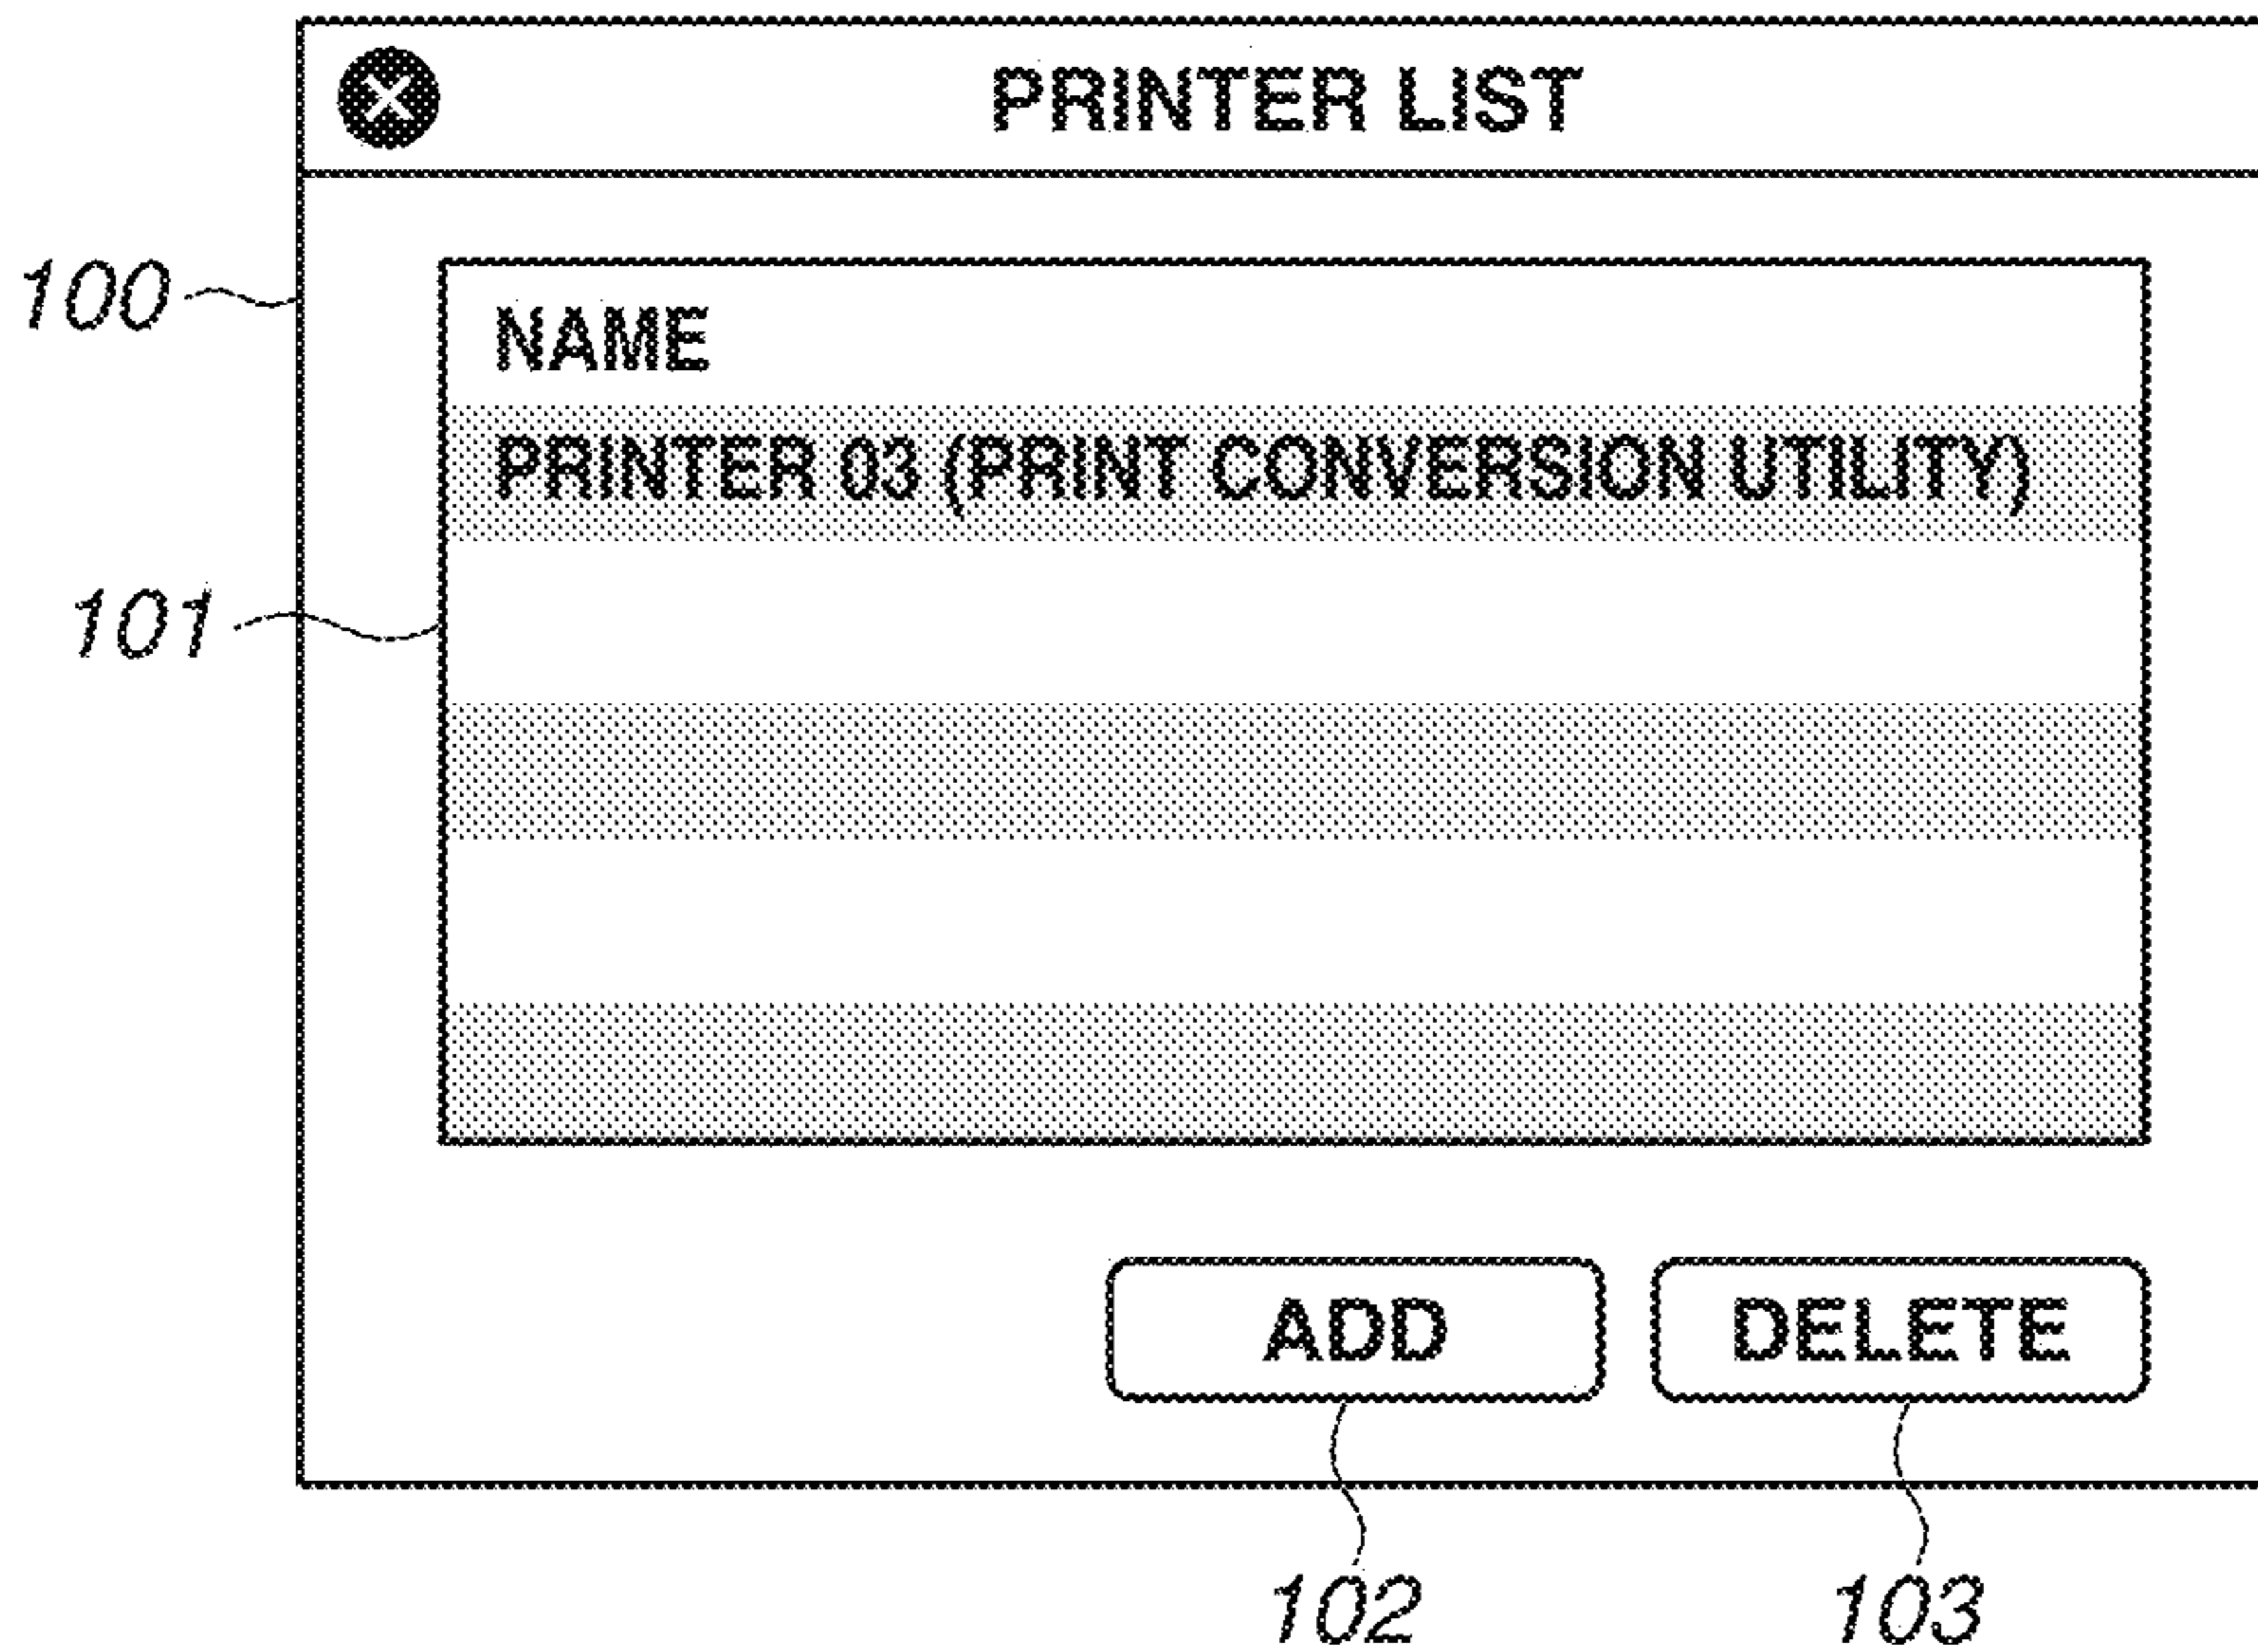 PRINTER LIST
100
NAME
PRINTER 03 (PRINT CONVERSION UTILITY)
101
ADD
DELETE
102
103